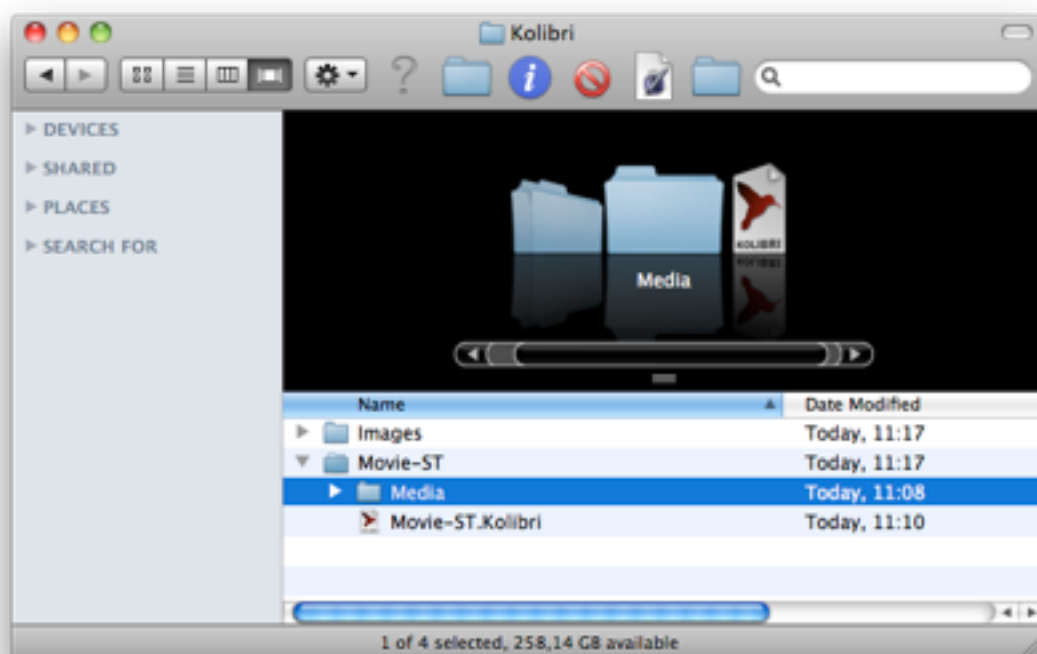 Kolibri
DEVICES
SHARED
PLACES
SEARCH FOR
KOLIBRI
Media
Name Date Modified
Images Today, 11:17
Movie-ST Today, 11:17
Media Today, 11:08
Movie-ST.Kolibri Today, 11:10
1 of 4 selected, 258,14 GB available